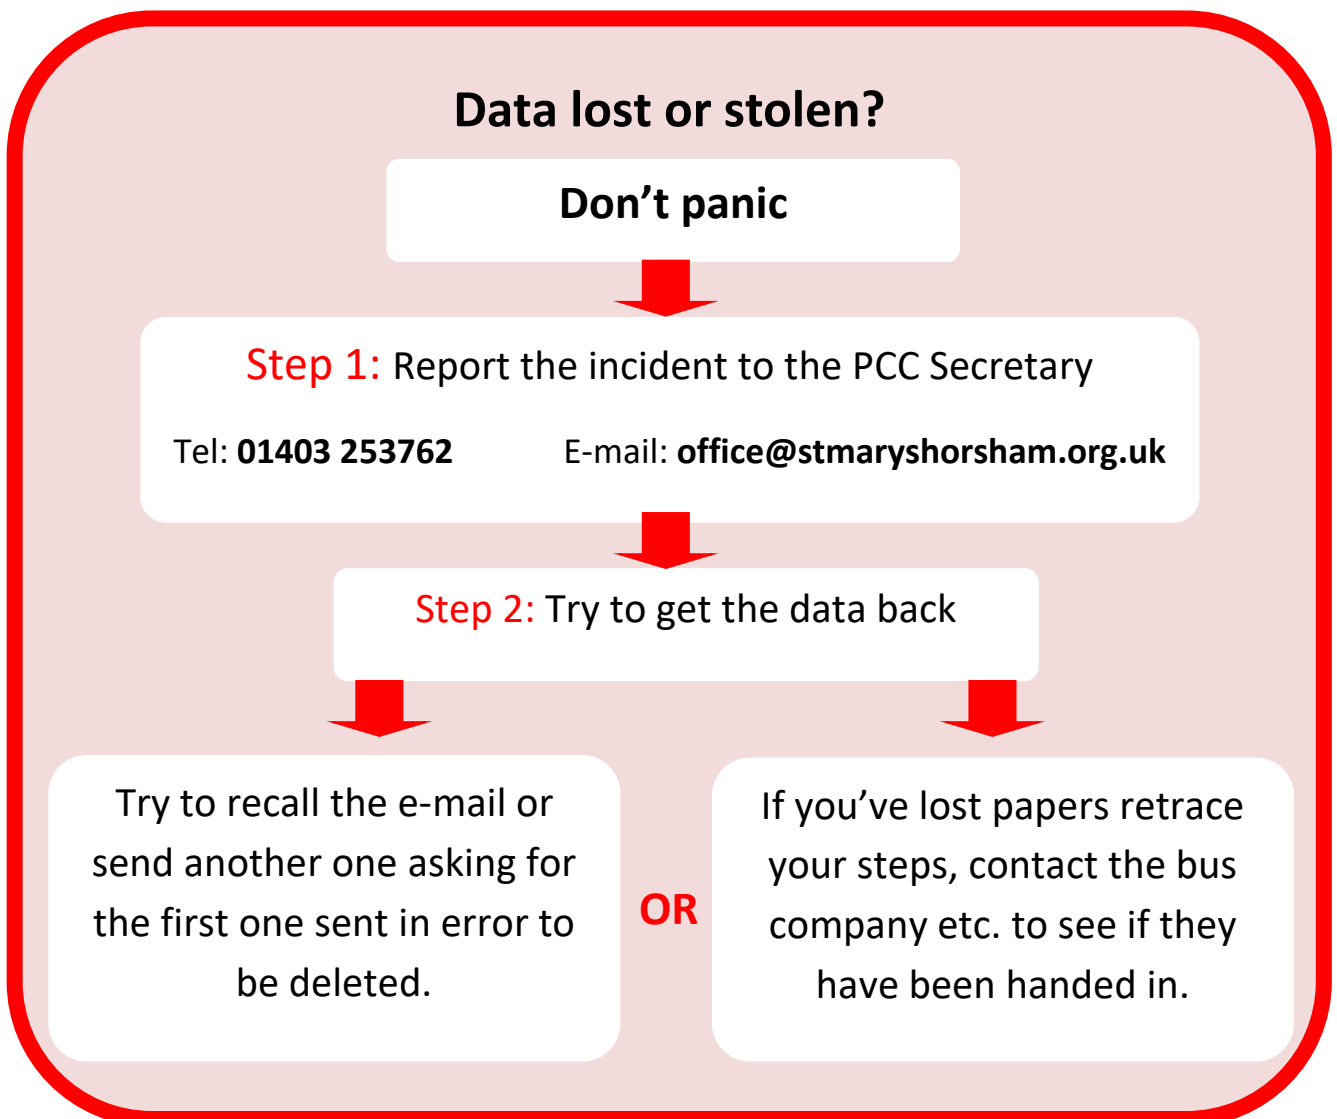 Data lost or stolen?
Don’t panic
Step 1: Report the incident to the PCC Secretary
Tel: 01403 253762 E-mail: office@stmaryshorsham.org.uk
Step 2: Try to get the data back
Try to recall the e-mail or
send another one asking for
the first one sent in error to
be deleted.
OR
If you’ve lost papers retrace
your steps, contact the bus
company etc. to see if they
have been handed in.